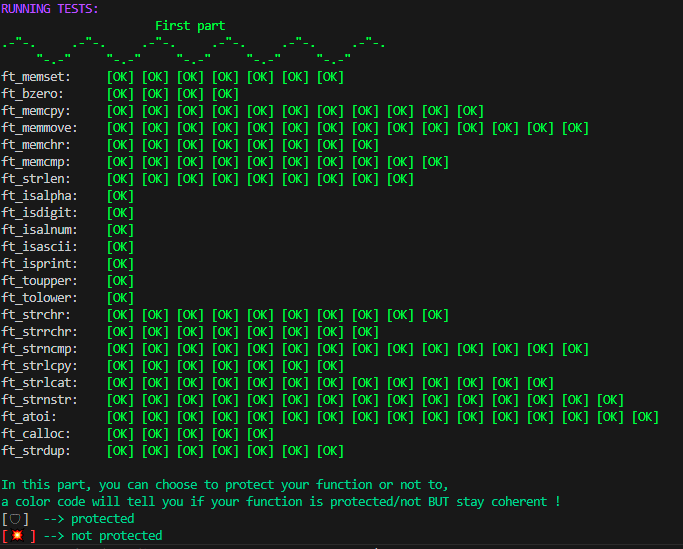 RUNNING TESTS:
First part
.-"-.     .-"-.     .-"-.     .-"-.     .-"-.     .-"-.
"-.-"     "-.-"     "-.-"     "-.-"     "-.-"
ft_memset: [OK] [OK] [OK] [OK] [OK] [OK] [OK]
ft_bzero: [OK] [OK] [OK] [OK]
ft_memcpy: [OK] [OK] [OK] [OK] [OK] [OK] [OK] [OK] [OK] [OK] [OK]
ft_memmove: [OK] [OK] [OK] [OK] [OK] [OK] [OK] [OK] [OK] [OK] [OK] [OK] [OK] [OK]
ft_memchr: [OK] [OK] [OK] [OK] [OK] [OK] [OK] [OK]
ft_memcmp: [OK] [OK] [OK] [OK] [OK] [OK] [OK] [OK] [OK] [OK]
ft_strlen: [OK] [OK] [OK] [OK] [OK] [OK] [OK] [OK] [OK]
ft_isalpha: [OK]
ft_isdigit: [OK]
ft_isalnum: [OK]
ft_isascii: [OK]
ft_isprint: [OK]
ft_toupper: [OK]
ft_tolower: [OK]
ft_strchr: [OK] [OK] [OK] [OK] [OK] [OK] [OK] [OK] [OK] [OK]
ft_strrchr: [OK] [OK] [OK] [OK] [OK] [OK] [OK] [OK]
ft_strncmp: [OK] [OK] [OK] [OK] [OK] [OK] [OK] [OK] [OK] [OK] [OK] [OK] [OK] [OK]
ft_strlcpy: [OK] [OK] [OK] [OK] [OK] [OK] [OK]
ft_strlcat: [OK] [OK] [OK] [OK] [OK] [OK] [OK] [OK] [OK] [OK] [OK] [OK] [OK]
ft_strnstr: [OK] [OK] [OK] [OK] [OK] [OK] [OK] [OK] [OK] [OK] [OK] [OK] [OK] [OK] [OK]
ft_atoi: [OK] [OK] [OK] [OK] [OK] [OK] [OK] [OK] [OK] [OK] [OK] [OK] [OK] [OK] [OK] [OK]
ft_calloc: [OK] [OK] [OK] [OK] [OK]
ft_strdup: [OK] [OK] [OK] [OK] [OK] [OK] [OK]
In this part, you can choose to protect your function or not to,
a color code will tell you if your function is protected/not BUT stay coherent !
[🛡] --> protected
[💥] --> not protected